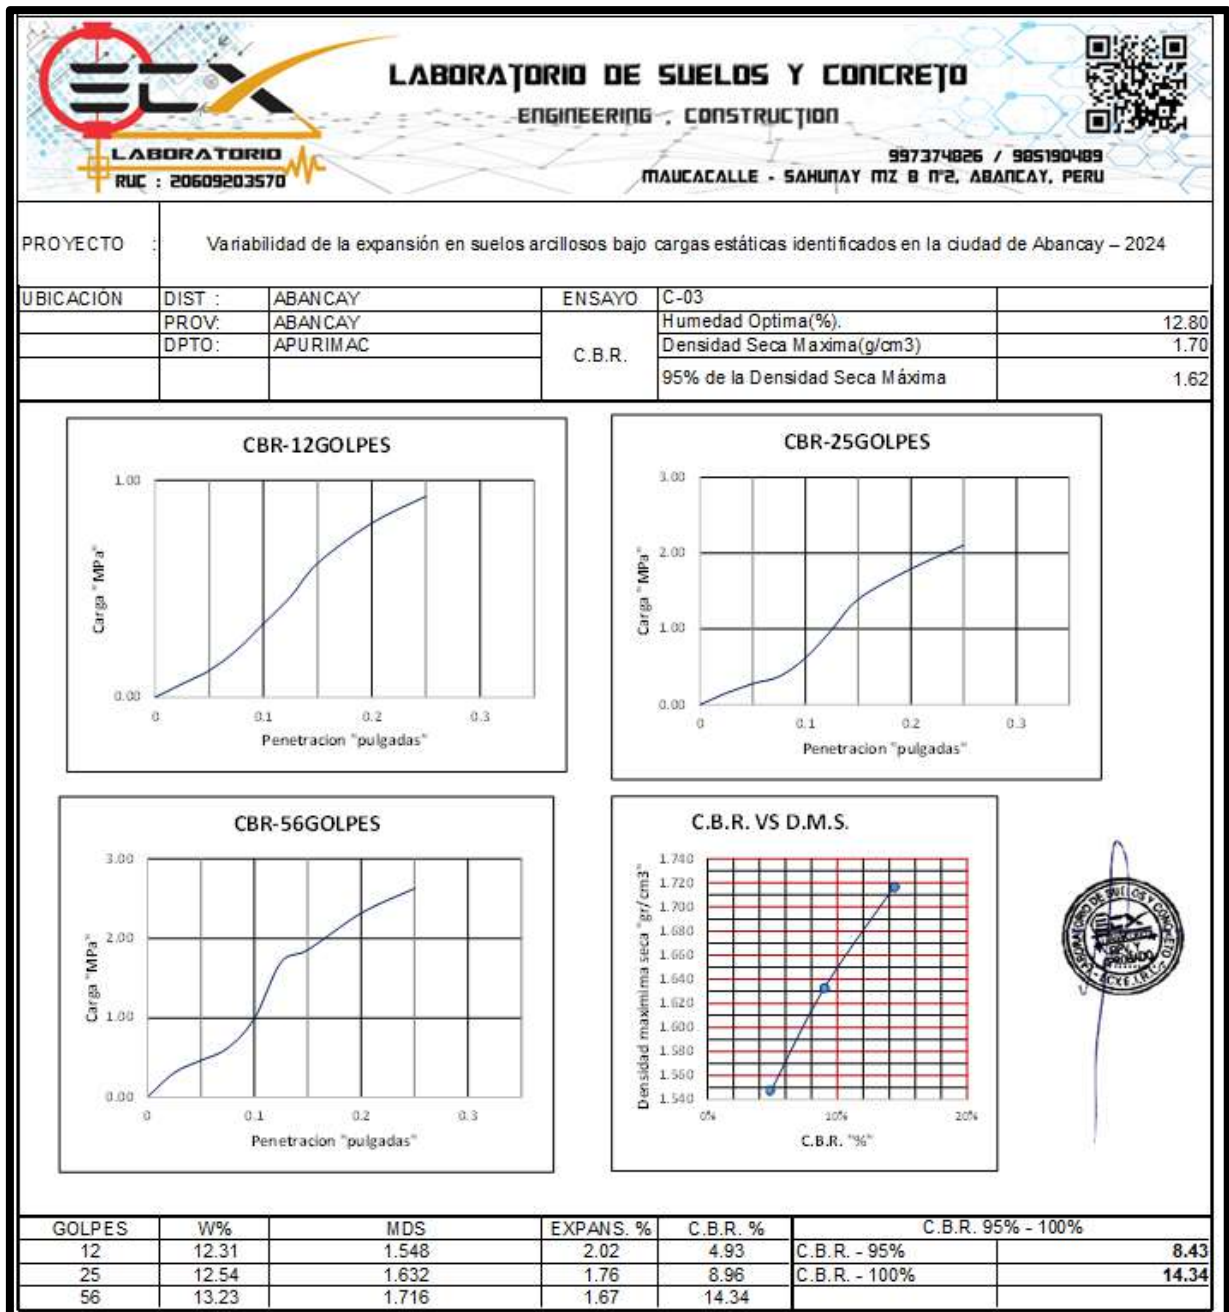 LABORATORIO DE SUELOS Y CONCRETO
ENGINEERING , CONSTRUCTION
ECX
LABORATORIO
RUC : 20609203570
997374826 / 985190489
MAUCACALLE - SAHUNAY MZ B N°2, ABANCAY, PERU
PROYECTO : Variabilidad de la expansión en suelos arcillosos bajo cargas estáticas identificados en la ciudad de Abancay – 2024
UBICACIÓN DIST : ABANCAY ENSAYO C-03
PROV: ABANCAY Humedad Optima(%). 12.80
DPTO: APURIMAC C.B.R. Densidad Seca Maxima(g/cm3) 1.70
95% de la Densidad Seca Máxima 1.62
CBR-12GOLPES
1.00
Carga "MPa"
0.00
0 0.1 0.2 0.3
Penetracion "pulgadas"
CBR-25GOLPES
3.00
2.00
Carga "MPa"
1.00
0.00
0 0.1 0.2 0.3
Penetracion "pulgadas"
CBR-56GOLPES
3.00
2.00
Carga "MPa"
1.00
0.00
0 0.1 0.2 0.3
Penetracion "pulgadas"
C.B.R. VS D.M.S.
1.740
1.720
1.700
1.680
1.660
1.640
1.620
1.600
1.580
1.560
1.540
Densidad maximima seca "gr/cm3"
0% 10% 20%
C.B.R. "%"
LABORATORIO DE SUELOS Y CONCRETO
APROBADO
GOLPES W% MDS EXPANS. % C.B.R. % C.B.R. 95% - 100%
12 12.31 1.548 2.02 4.93 C.B.R. - 95% 8.43
25 12.54 1.632 1.76 8.96 C.B.R. - 100% 14.34
56 13.23 1.716 1.67 14.34